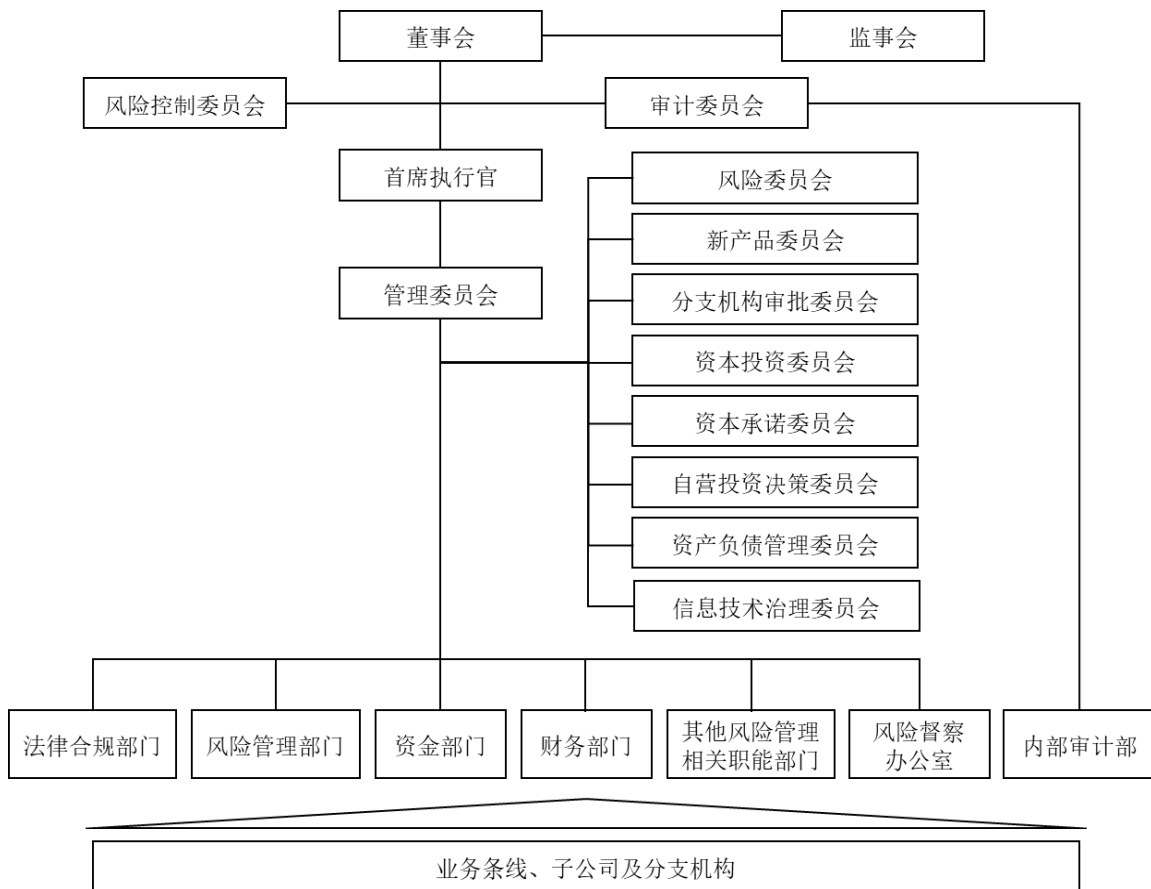 董事会
监事会
风险控制委员会
审计委员会
首席执行官
风险委员会
新产品委员会
管理委员会
分支机构审批委员会
资本投资委员会
资本承诺委员会
自营投资决策委员会
资产负债管理委员会
信息技术治理委员会
法律合规部门
风险管理部门
资金部门
财务部门
其他风险管理
相关职能部门
风险督察
办公室
内部审计部
业务条线、子公司及分支机构